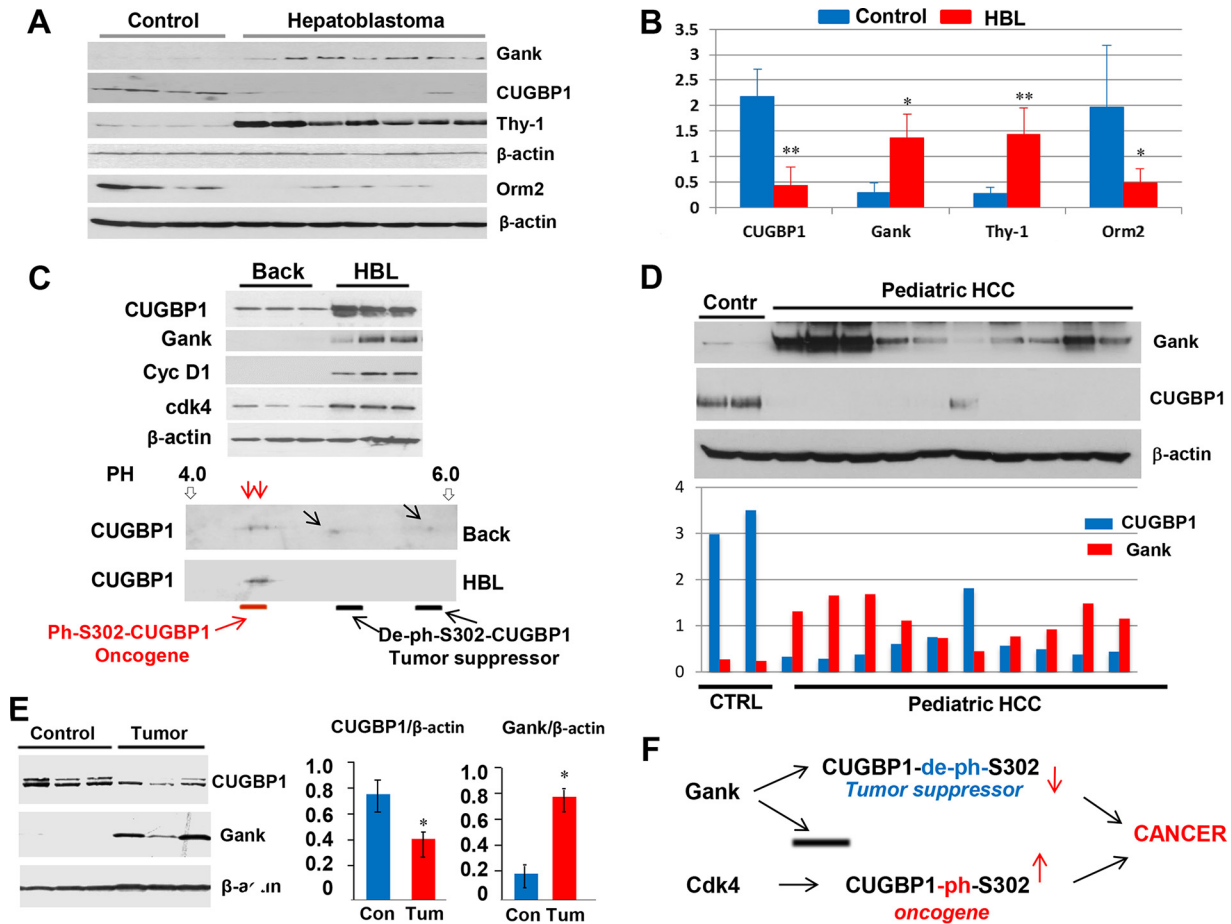 A
Control
Hepatoblastoma
Gank
CUGBP1
Thy-1
β-actin
Orm2
β-actin
B
Control
HBL
3.5
3
2.5
2
1.5
1
0.5
0
**
*
**
*
CUGBP1
Gank
Thy-1
Orm2
C
Back
HBL
CUGBP1
Gank
Cyc D1
cdk4
β-actin
PH
4.0
6.0
CUGBP1
Back
CUGBP1
HBL
Ph-S302-CUGBP1
Oncogene
De-ph-S302-CUGBP1
Tumor suppressor
D
Contr
Pediatric HCC
Gank
CUGBP1
β-actin
4
3
2
1
0
CUGBP1
Gank
CTRL
Pediatric HCC
E
Control
Tumor
CUGBP1
Gank
CUGBP1/β-actin
1.0
0.8
0.4
0.6
0.2
0
*
Con
Tum
Gank/β-actin
1.0
0.8
0.4
0.6
0.2
0
*
Con
Tum
F
Gank
CUGBP1-de-ph-S302
Tumor suppressor
CANCER
Cdk4
CUGBP1-ph-S302
oncogene